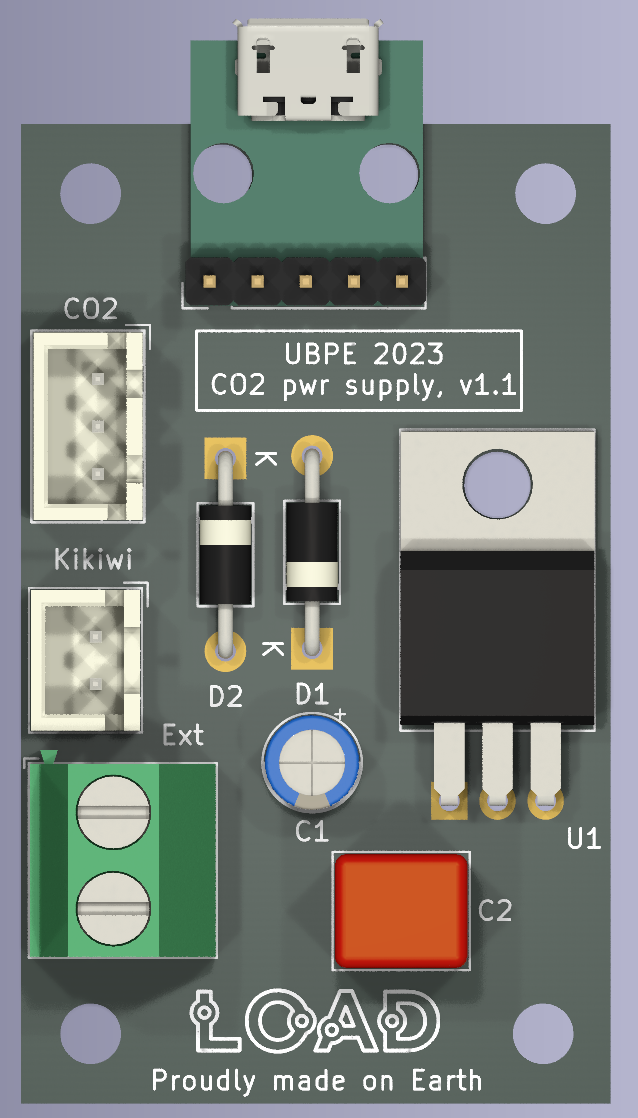 CO2
UBPE 2023
CO2 pwr supply, v1.1
K
Kikiwi
K
D2
D1
+
Ext
C1
U1
C2
LOAD
Proudly made on Earth